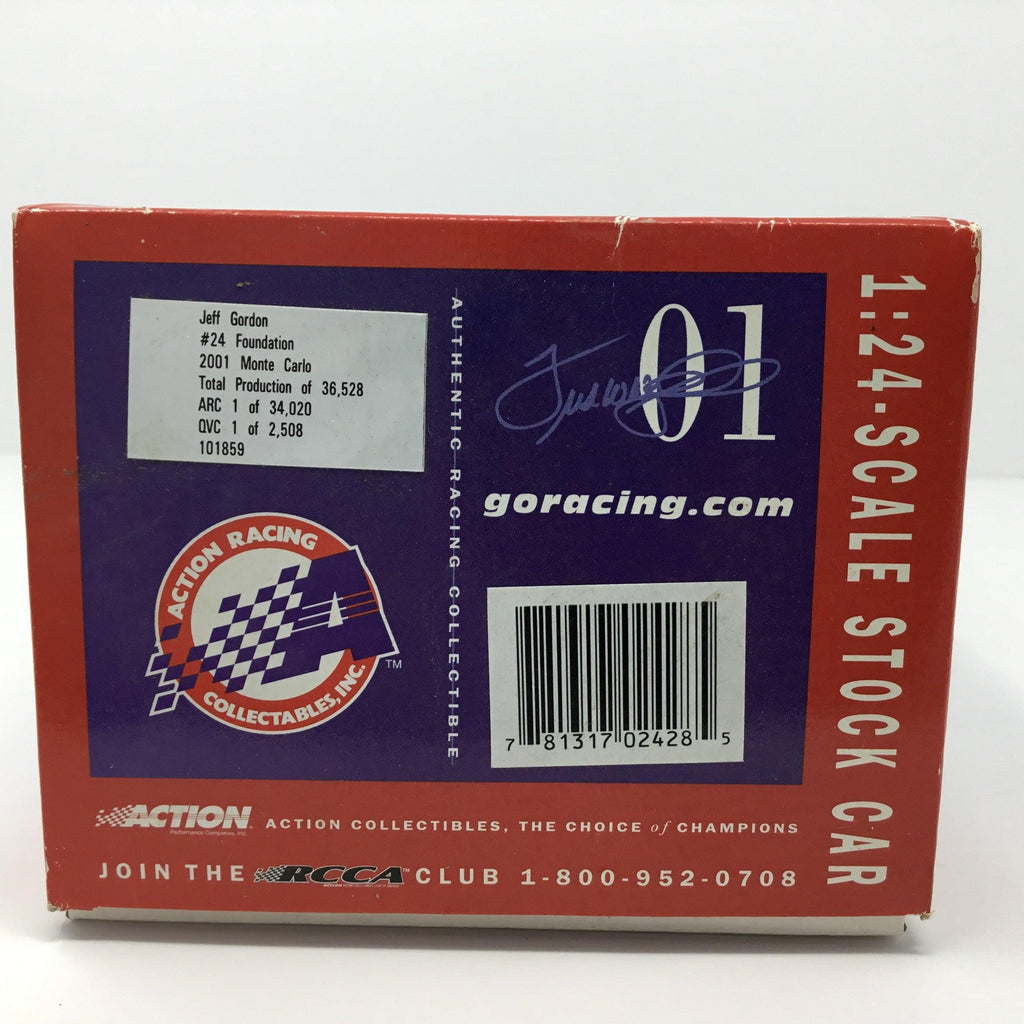 Jeff Gordon
#24 Foundation
2001 Monte Carlo
Total Production of 36,528
ARC 1 of 34,020
QVC 1 of 2,508
101859
AUTHENTIC RACING COLLECTIBLE
01
goracing.com
1:24-SCALE STOCK CAR
ACTION RACING
COLLECTABLES, INC.
A
TM
7 81317 02428 5
ACTION
Performance Companies, Inc.
ACTION COLLECTIBLES, THE CHOICE of CHAMPIONS
JOIN THE RCCA CLUB 1-800-952-0708